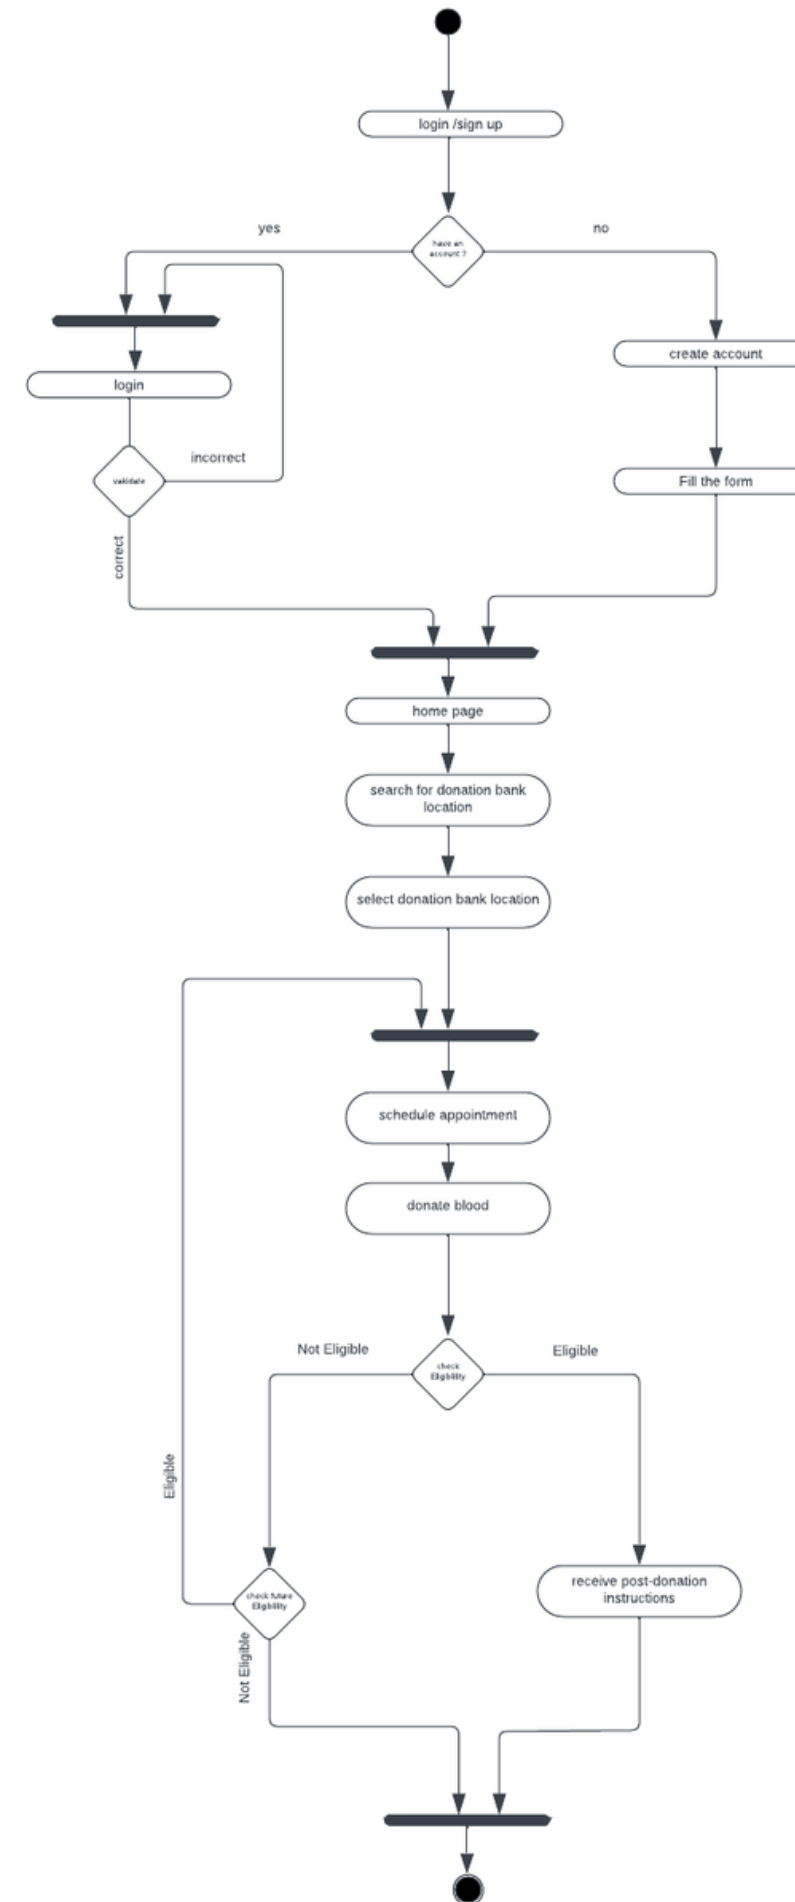 login /sign up
have an
account ?
yes
no
create account
login
incorrect
validate
Fill the form
correct
home page
search for donation bank
location
select donation bank location
schedule appointment
donate blood
Not Eligible
check
Eligibility
Eligible
Eligible
check future
Eligibility
receive post-donation
instructions
Not Eligible